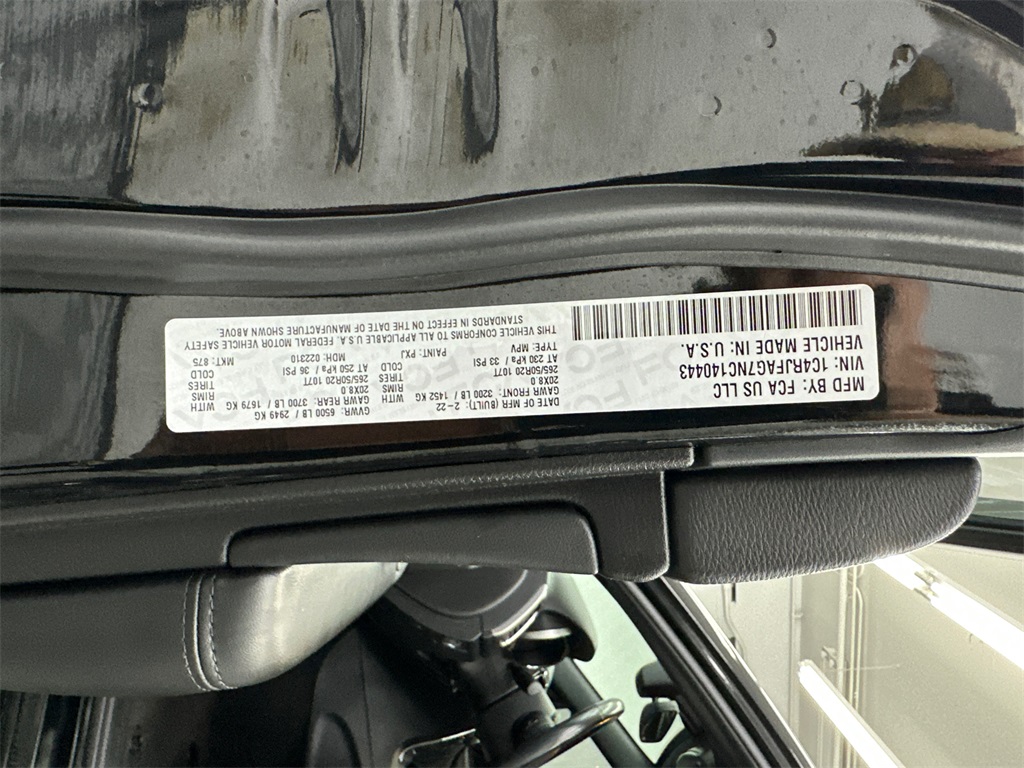 MFD BY: FCA US LLC
DATE OF MFR (BUILT): 2-22
GVWR: 6500 LB / 2949 KG
GAWR FRONT: 3200 LB / 1452 KG
GAWR REAR: 3700 LB / 1679 KG
WITH
20X8.0
RIMS
20X8.0
RIMS
WITH
265/50R20 107T
TIRES
265/50R20 107T
TIRES
AT 230 kPa / 33 PSI
COLD
AT 250 kPa / 36 PSI
COLD
VIN: 1C4RJFAG7NC140443
TYPE: MPV
PAINT: PXJ
MDH: 022310
MKT: 875
VEHICLE MADE IN: U.S.A.
THIS VEHICLE CONFORMS TO ALL APPLICABLE U.S.A. FEDERAL MOTOR VEHICLE SAFETY
STANDARDS IN EFFECT ON THE DATE OF MANUFACTURE SHOWN ABOVE.